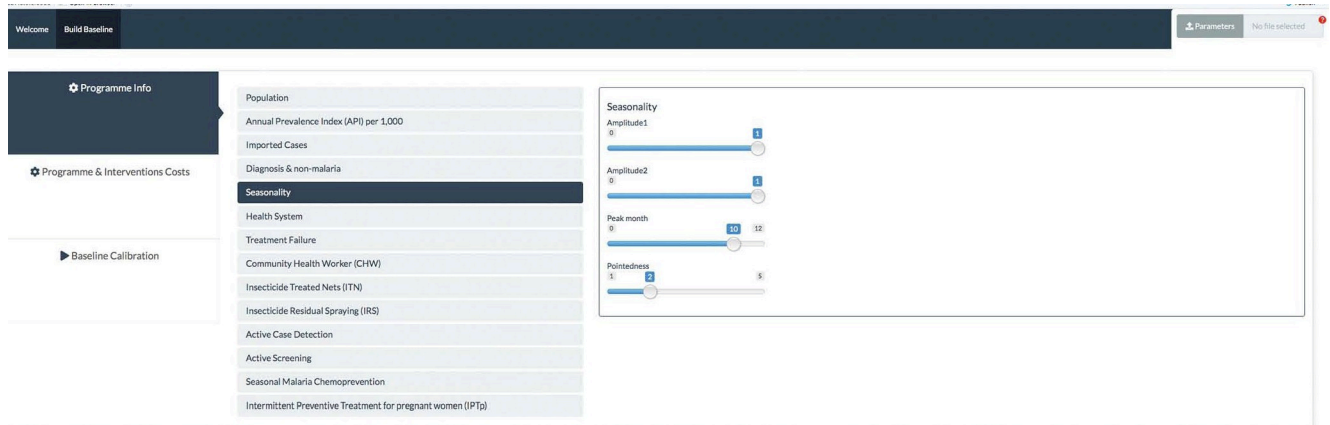 Welcome
Build Baseline
Parameters
No file selected
?
Programme Info
Programme & Interventions Costs
Baseline Calibration
Population
Annual Prevalence Index (API) per 1,000
Imported Cases
Diagnosis & non-malaria
Seasonality
Health System
Treatment Failure
Community Health Worker (CHW)
Insecticide Treated Nets (ITN)
Insecticide Residual Spraying (IRS)
Active Case Detection
Active Screening
Seasonal Malaria Chemoprevention
Intermittent Preventive Treatment for pregnant women (IPTp)
Seasonality
Amplitude1
0 1
Amplitude2
0 1
Peak month
0 10 12
Pointedness
1 2 5